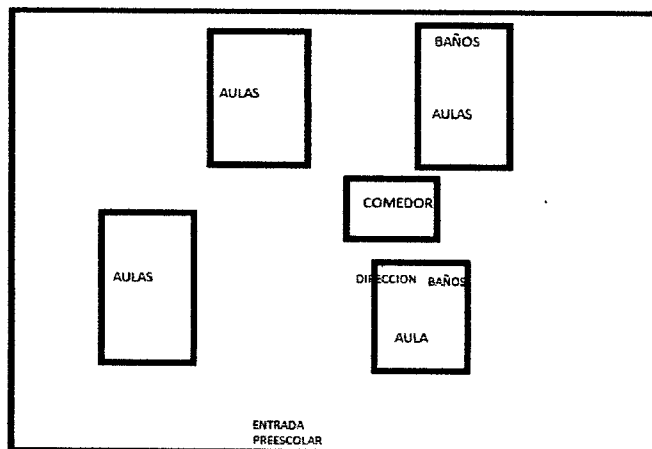 BAÑOS
AULAS
AULAS
COMEDOR
AULAS
DIRECCION BAÑOS
AULA
ENTRADA
PREESCOLAR